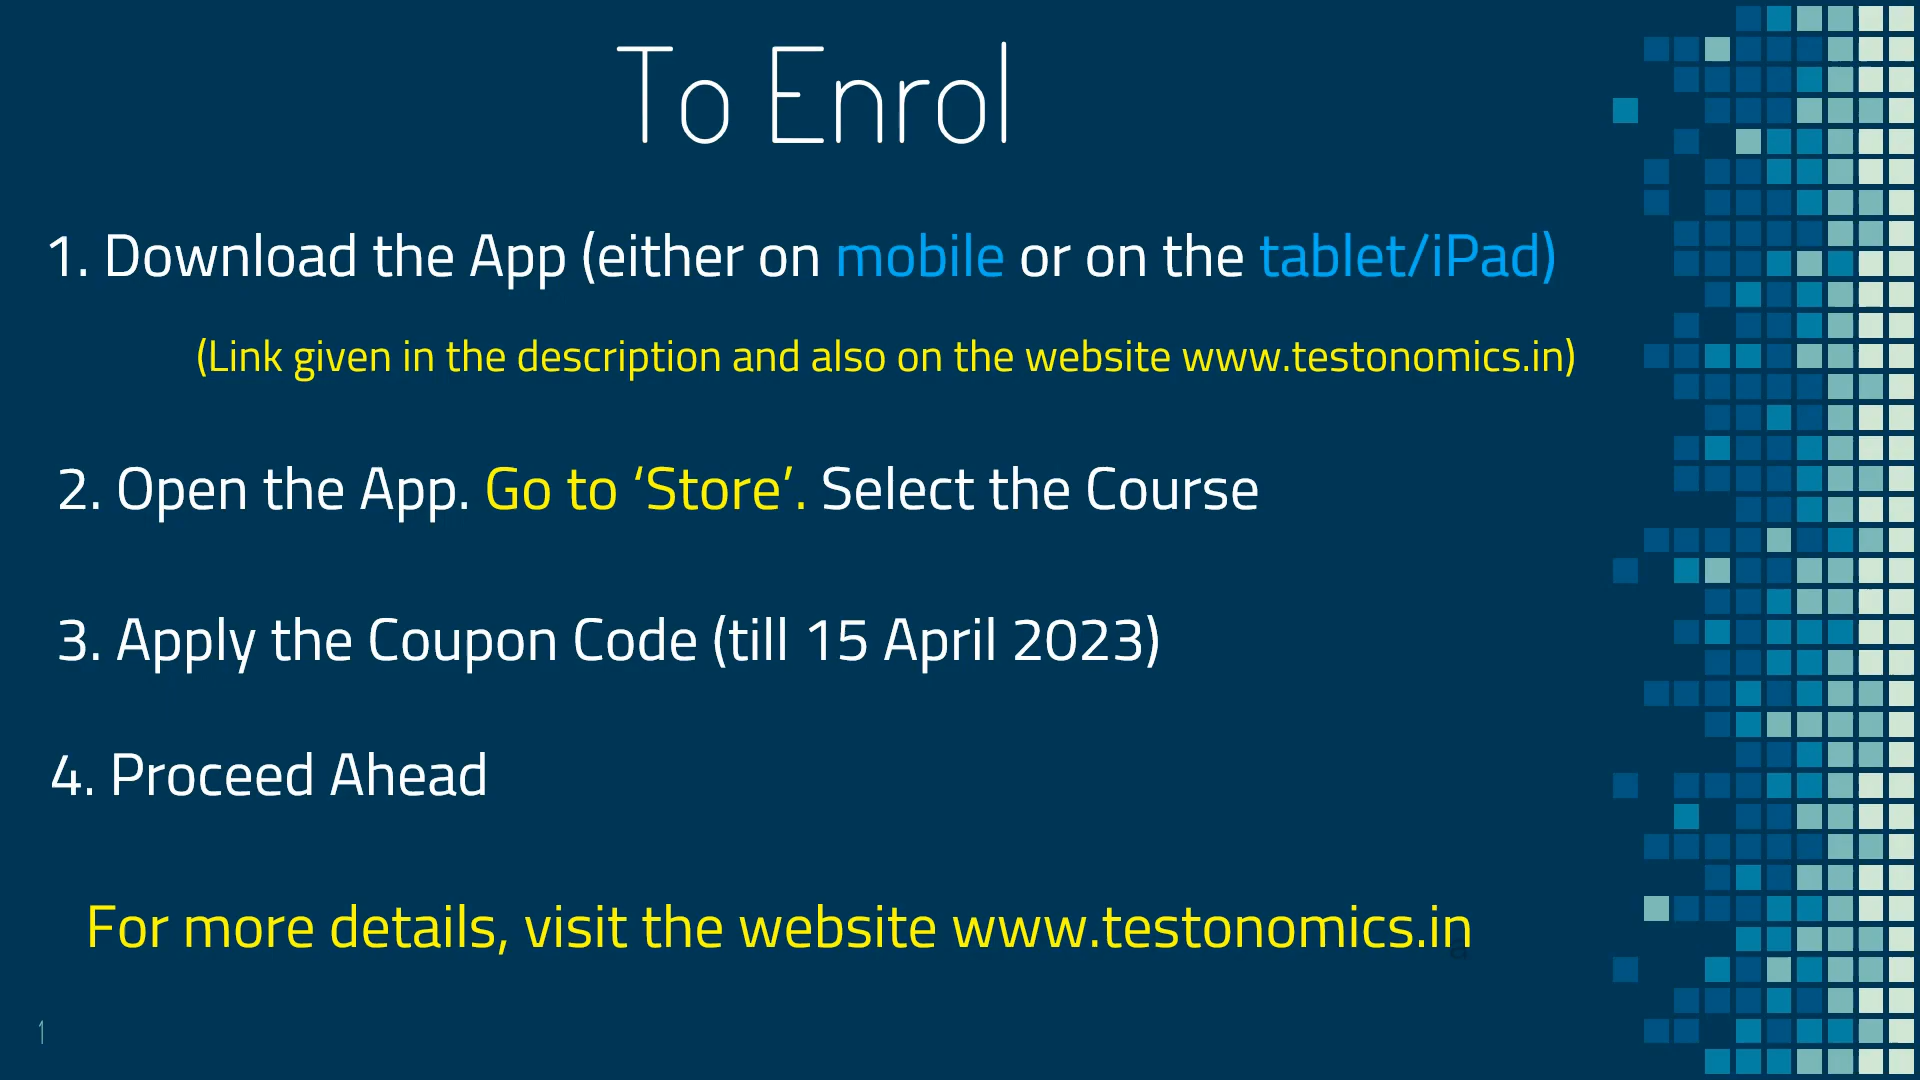 To Enrol
1. Download the App (either on mobile or on the tablet/iPad)
(Link given in the description and also on the website www.testonomics.in)
2. Open the App. Go to ‘Store’. Select the Course
3. Apply the Coupon Code (till 15 April 2023)
4. Proceed Ahead
For more details, visit the website www.testonomics.in
1